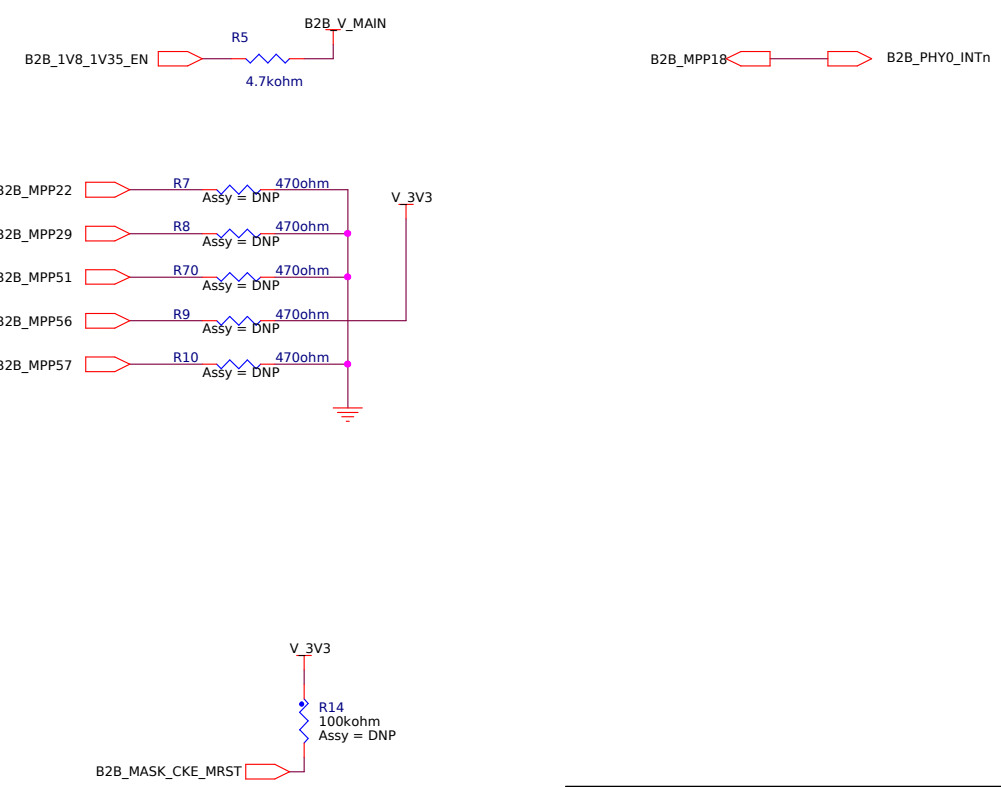 B2B_V_MAIN
R5
B2B_1V8_1V35_EN
4.7kohm
B2B_MPP18
B2B_PHY0_INTn
B2B_MPP22
R7
470ohm
Assy = DNP
V_3V3
B2B_MPP29
R8
470ohm
Assy = DNP
B2B_MPP51
R70
470ohm
Assy = DNP
B2B_MPP56
R9
470ohm
Assy = DNP
B2B_MPP57
R10
470ohm
Assy = DNP
V_3V3
R14
100kohm
Assy = DNP
B2B_MASK_CKE_MRST